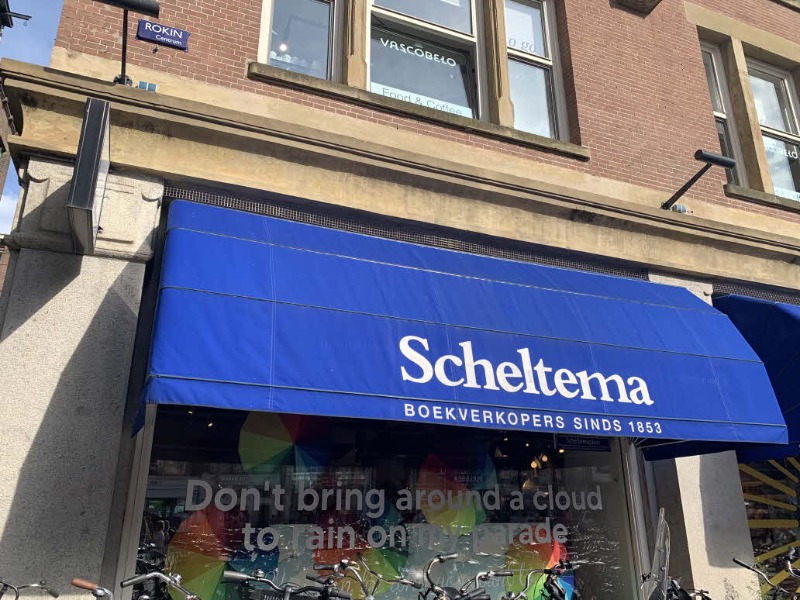 ROKIN
Centrum
VASCOBELO
Food & Coffee
Scheltema
BOEKVERKOPERS SINDS 1853
Don't bring around a cloud
to rain on my parade